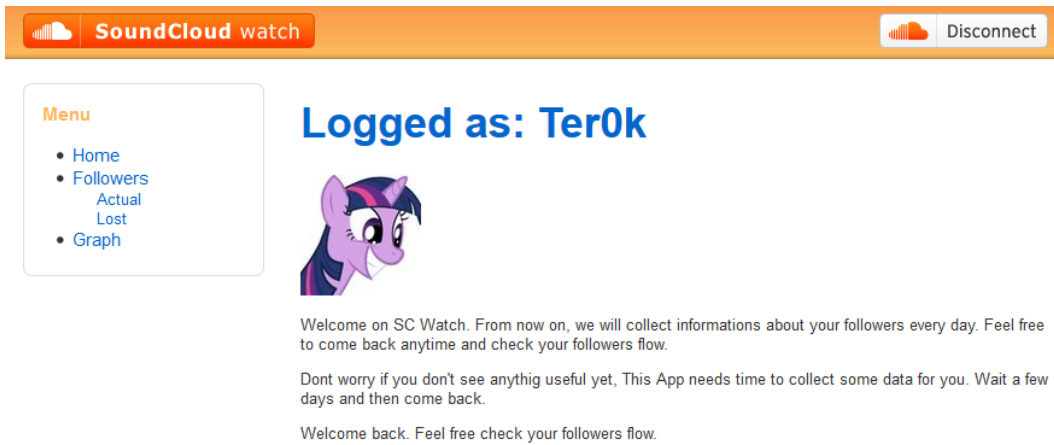 SoundCloud watch
Disconnect
Menu
Home
Followers
Actual
Lost
Graph
Logged as: Ter0k
Welcome on SC Watch. From now on, we will collect informations about your followers every day. Feel free
to come back anytime and check your followers flow.
Dont worry if you don't see anythig useful yet, This App needs time to collect some data for you. Wait a few
days and then come back.
Welcome back. Feel free check your followers flow.